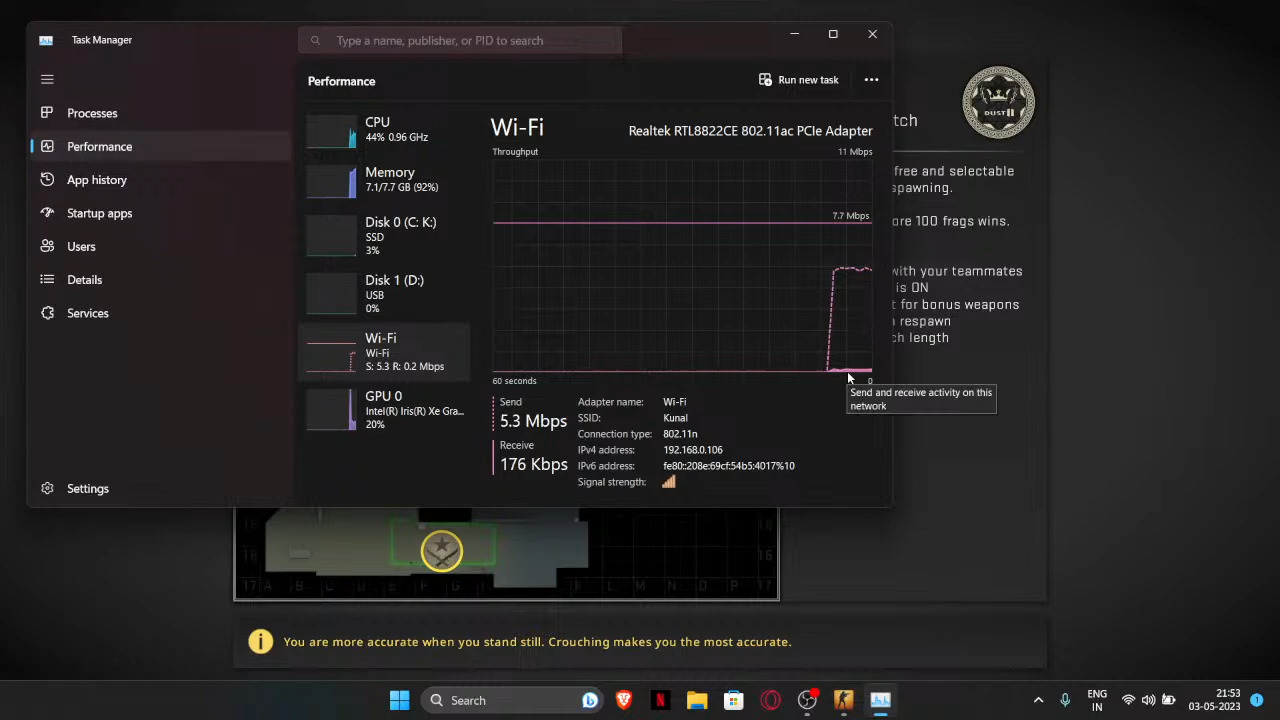 Task Manager
Type a name, publisher, or PID to search
Processes
Performance
App history
Startup apps
Users
Details
Services
Settings
Performance
Run new task
CPU
44% 0.96 GHz
Memory
7.1/7.7 GB (92%)
Disk 0 (C: K:)
SSD
3%
Disk 1 (D:)
USB
0%
Wi-Fi
Wi-Fi
S: 5.3 R: 0.2 Mbps
GPU 0
Intel(R) Iris(R) Xe Gra...
20%
Wi-Fi
Realtek RTL8822CE 802.11ac PCIe Adapter
Throughput
11 Mbps
7.7 Mbps
60 seconds
0
Send and receive activity on this
network
Send
5.3 Mbps
Receive
176 Kbps
Adapter name: Wi-Fi
SSID: Kunal
Connection type: 802.11n
IPv4 address: 192.168.0.106
IPv6 address: fe80::208e:69cf:54b5:4017%10
Signal strength:
DUST II
tch
free and selectable
spawning.
ore 100 frags wins.
with your teammates
is ON
t for bonus weapons
respawn
ch length
16
16
17 A B
F G
K L M N O P 17
You are more accurate when you stand still. Crouching makes you the most accurate.
Search
ENG
IN
21:53
03-05-2023
1